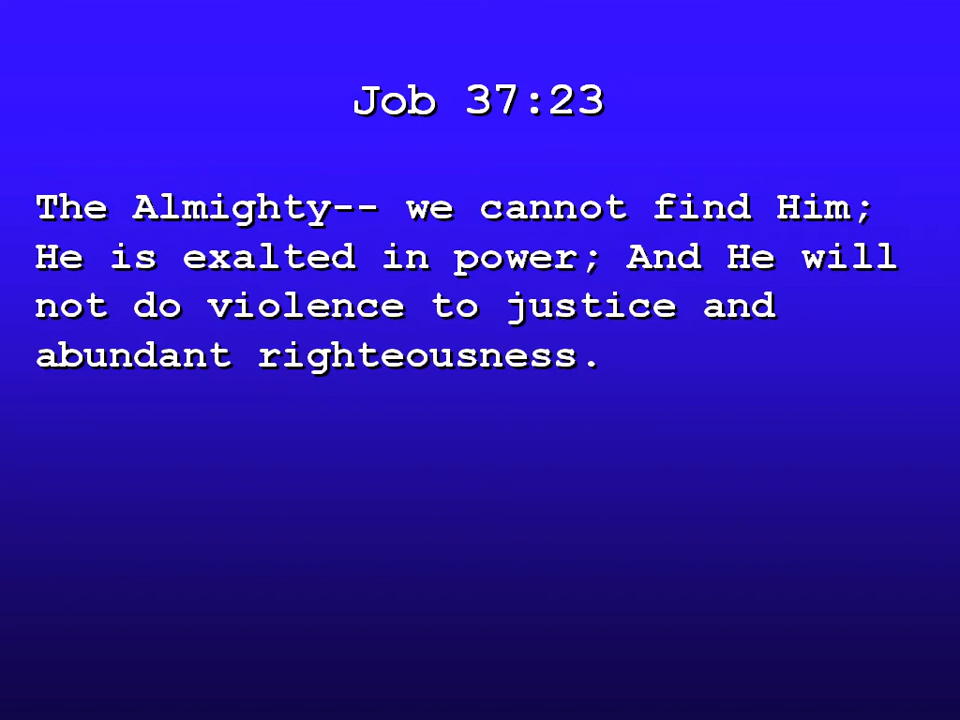 Job 37:23
The Almighty-- we cannot find Him;
He is exalted in power; And He will
not do violence to justice and
abundant righteousness.